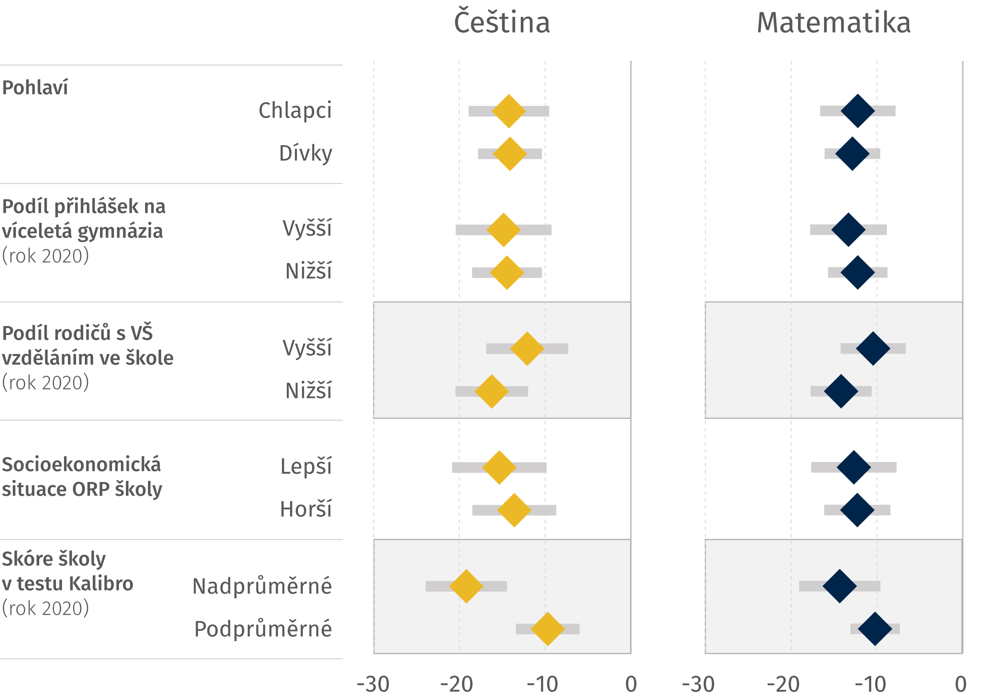 Čeština Matematika
Pohlaví
Chlapci
Dívky
Podíl přihlášek na
víceletá gymnázia
(rok 2020)
Vyšší
Nižší
Podíl rodičů s VŠ
vzděláním ve škole
(rok 2020)
Vyšší
Nižší
Socioekonomická
situace ORP školy
Lepší
Horší
Skóre školy
v testu Kalibro
(rok 2020)
Nadprůměrné
Podprůměrné
-30 -20 -10 0 -30 -20 -10 0